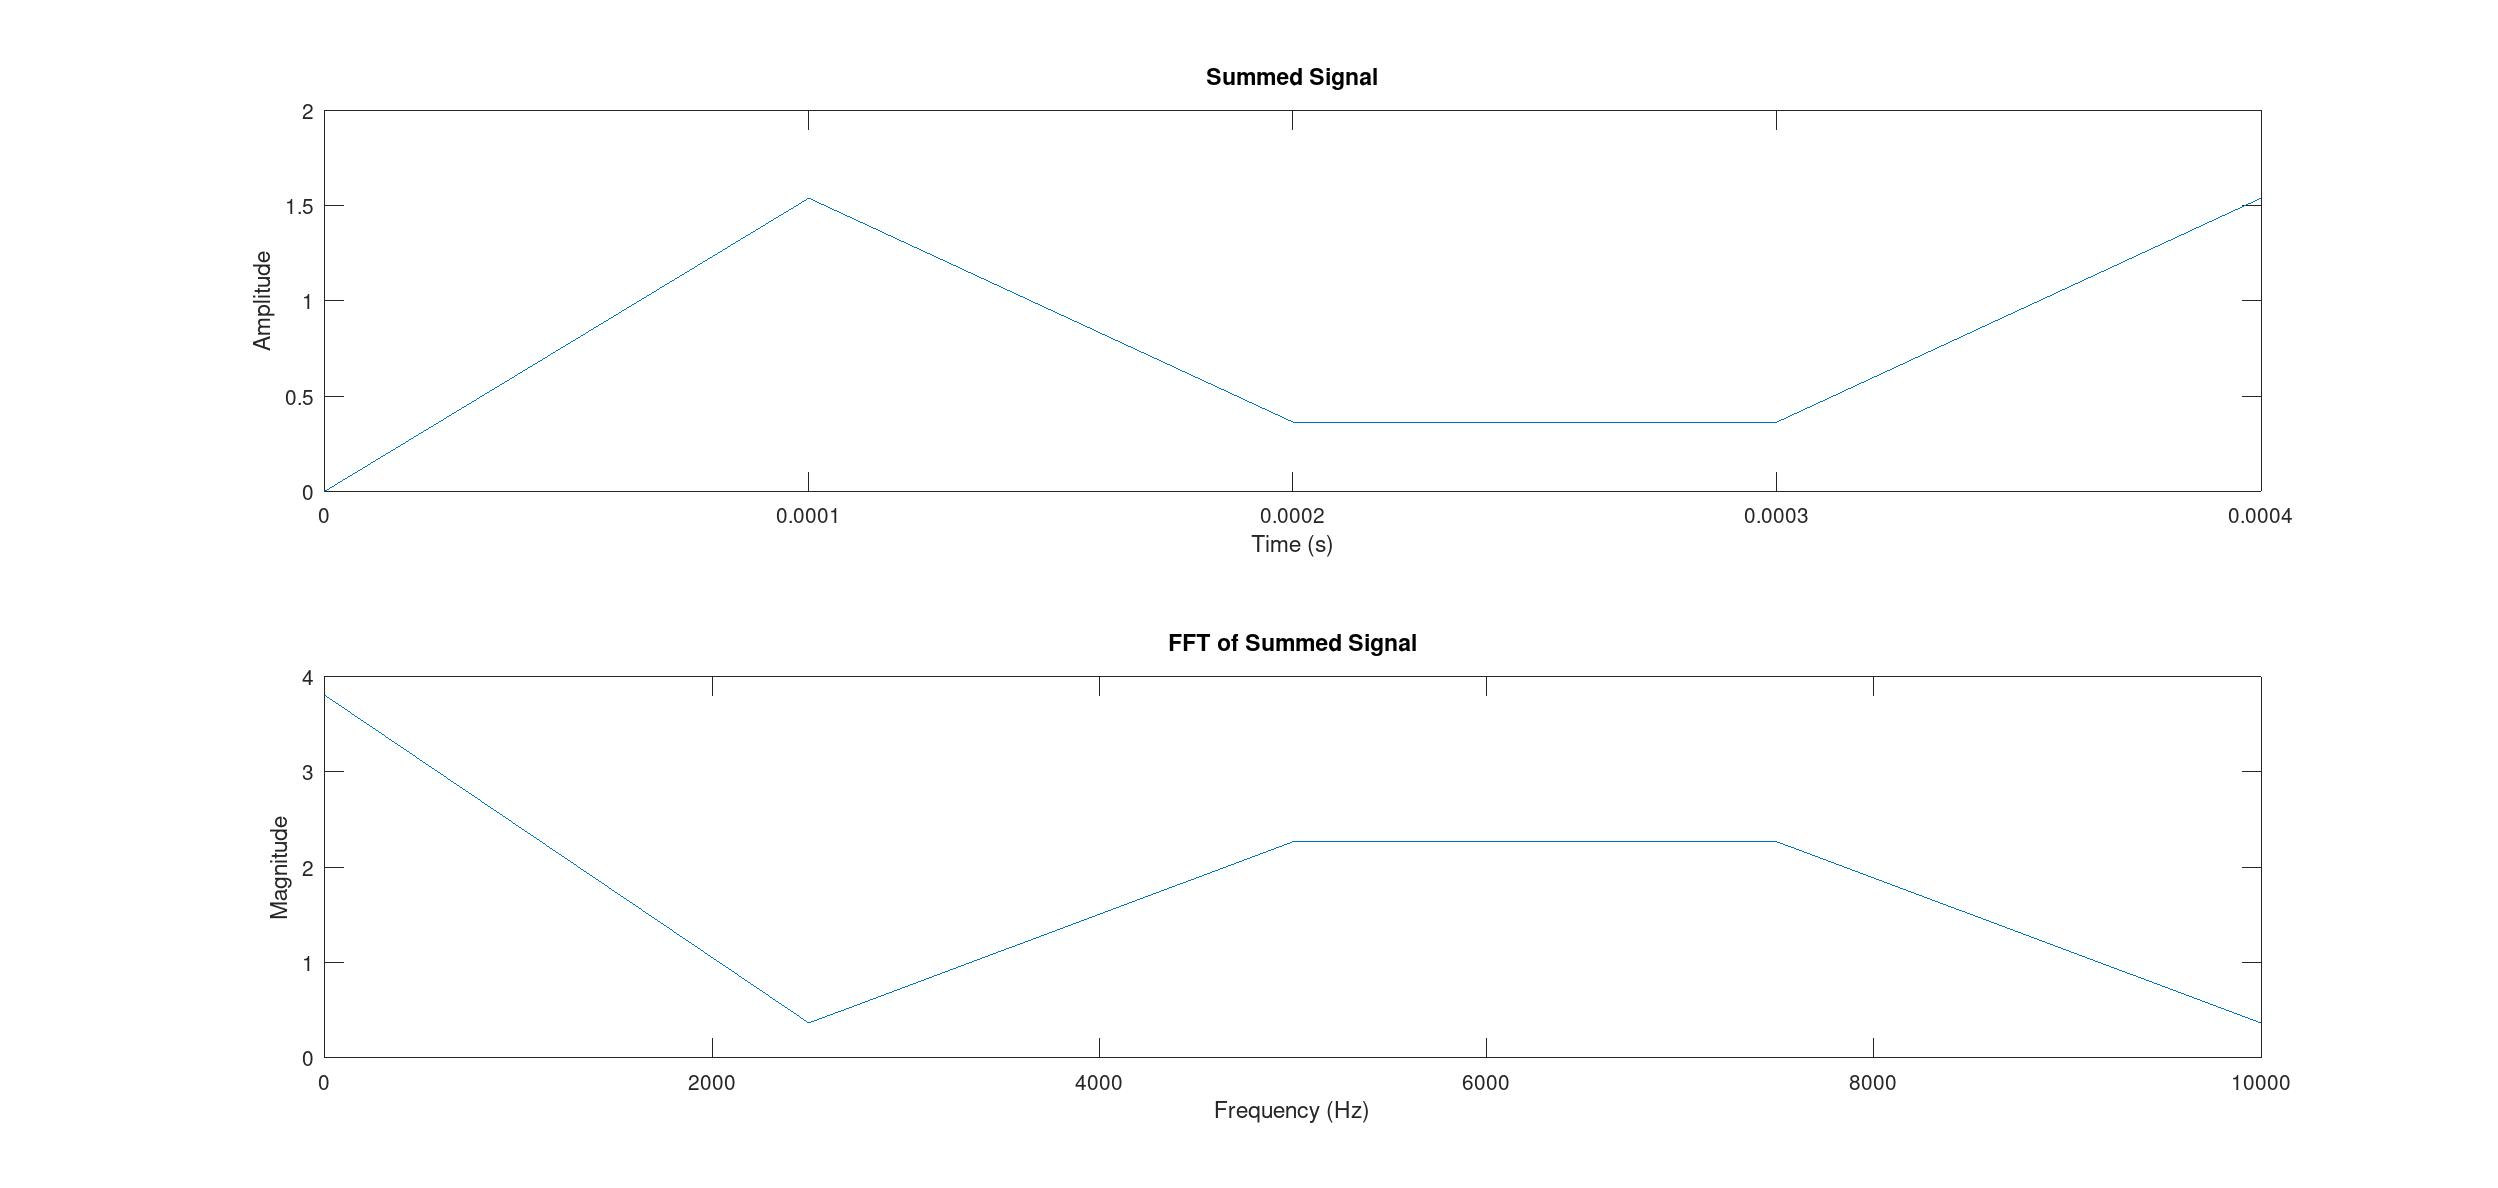 Summed Signal
2
1.5
1
0.5
0
Amplitude
0 0.0001 0.0002 0.0003 0.0004
Time (s)
FFT of Summed Signal
4
3
2
1
0
Magnitude
0 2000 4000 6000 8000 10000
Frequency (Hz)